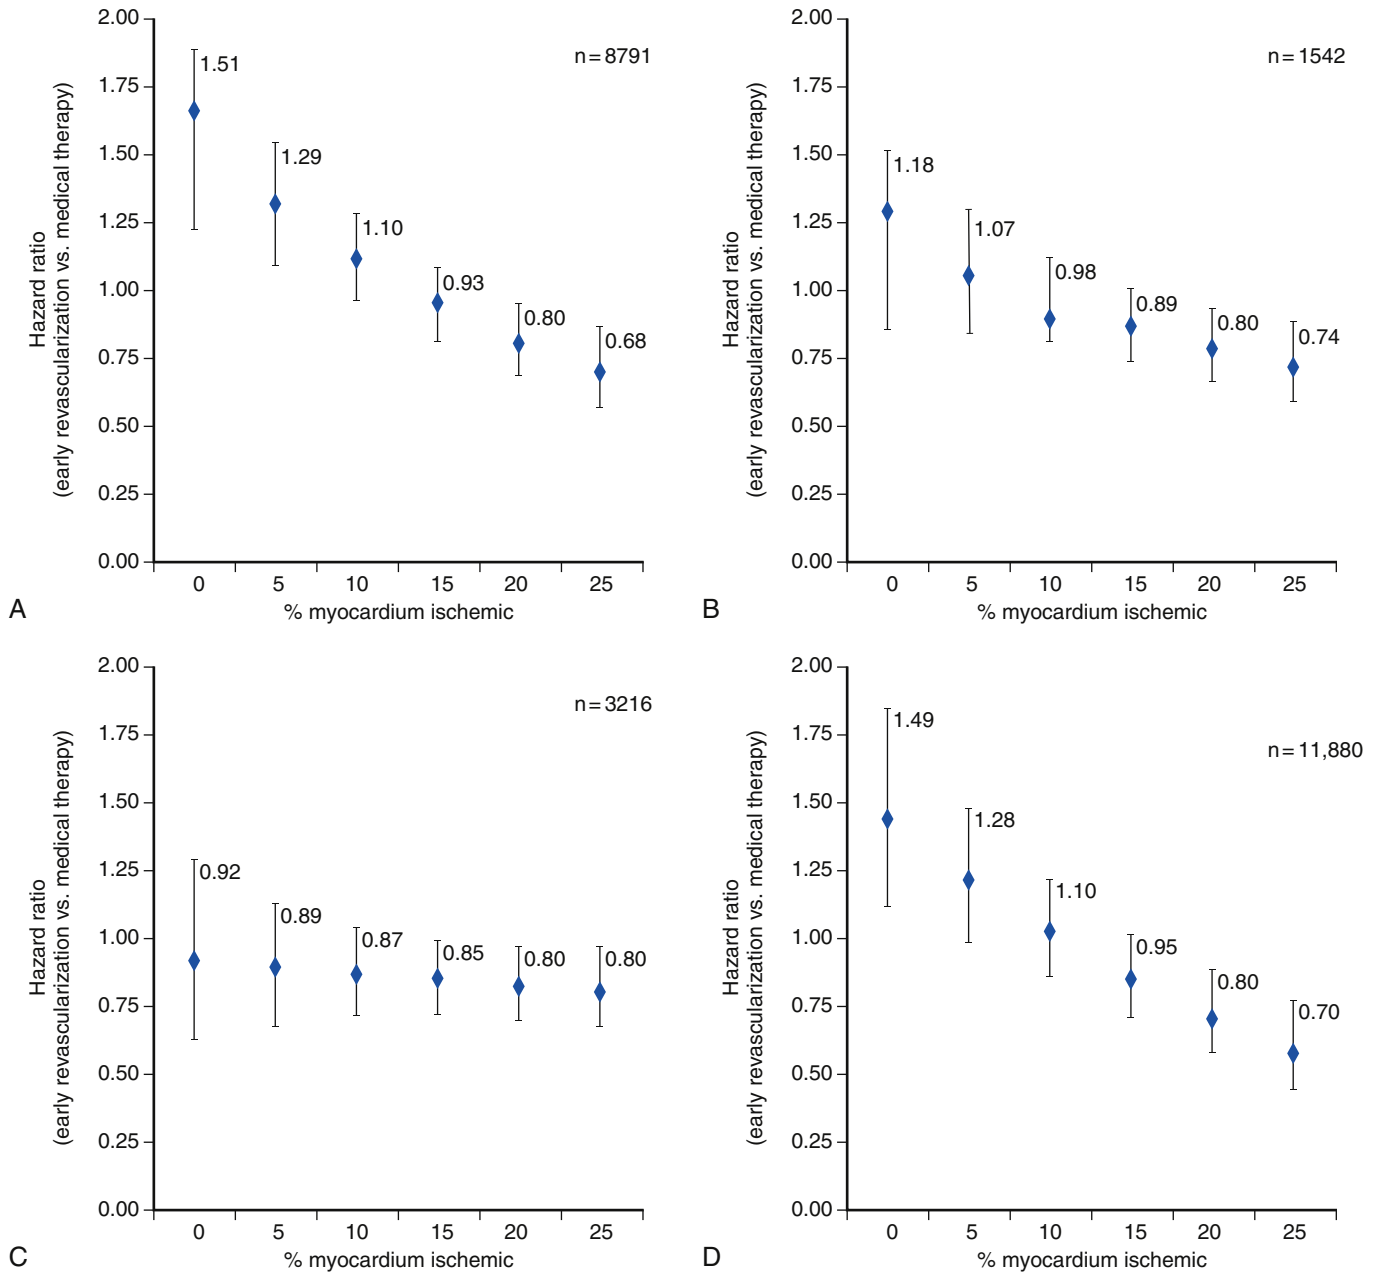 2.00
1.75
1.50
1.25
1.00
0.75
0.50
0.25
0.00
Hazard ratio
(early revascularization vs. medical therapy)
n=8791
1.51
1.29
1.10
0.93
0.80
0.68
0 5 10 15 20 25
% myocardium ischemic
A
2.00
1.75
1.50
1.25
1.00
0.75
0.50
0.25
0.00
Hazard ratio
(early revascularization vs. medical therapy)
n=1542
1.18
1.07
0.98
0.89
0.80
0.74
0 5 10 15 20 25
% myocardium ischemic
B
2.00
1.75
1.50
1.25
1.00
0.75
0.50
0.25
0.00
Hazard ratio
(early revascularization vs. medical therapy)
n=3216
0.92
0.89
0.87
0.85
0.80
0.80
0 5 10 15 20 25
% myocardium ischemic
C
2.00
1.75
1.50
1.25
1.00
0.75
0.50
0.25
0.00
Hazard ratio
(early revascularization vs. medical therapy)
n=11,880
1.49
1.28
1.10
0.95
0.80
0.70
0 5 10 15 20 25
% myocardium ischemic
D